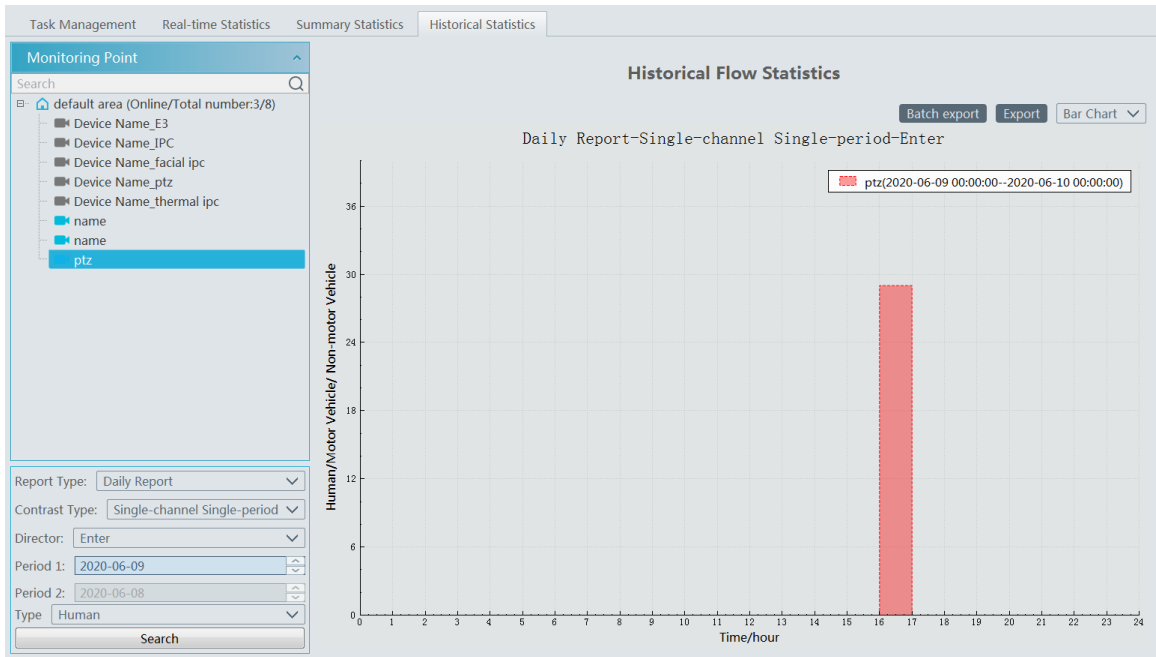 Task Management Real-time Statistics Summary Statistics Historical Statistics
Monitoring Point
Search
default area (Online/Total number:3/8)
Device Name_E3
Device Name_IPC
Device Name_facial ipc
Device Name_ptz
Device Name_thermal ipc
name
name
ptz
Report Type: Daily Report
Contrast Type: Single-channel Single-period
Director: Enter
Period 1: 2020-06-09
Period 2: 2020-06-08
Type Human
Search
Historical Flow Statistics
Batch export Export Bar Chart
Daily Report-Single-channel Single-period-Enter
ptz(2020-06-09 00:00:00--2020-06-10 00:00:00)
Human/Motor Vehicle/ Non-motor Vehicle
36
30
24
18
12
6
0
0 1 2 3 4 5 6 7 8 9 10 11 12 13 14 15 16 17 18 19 20 21 22 23 24
Time/hour